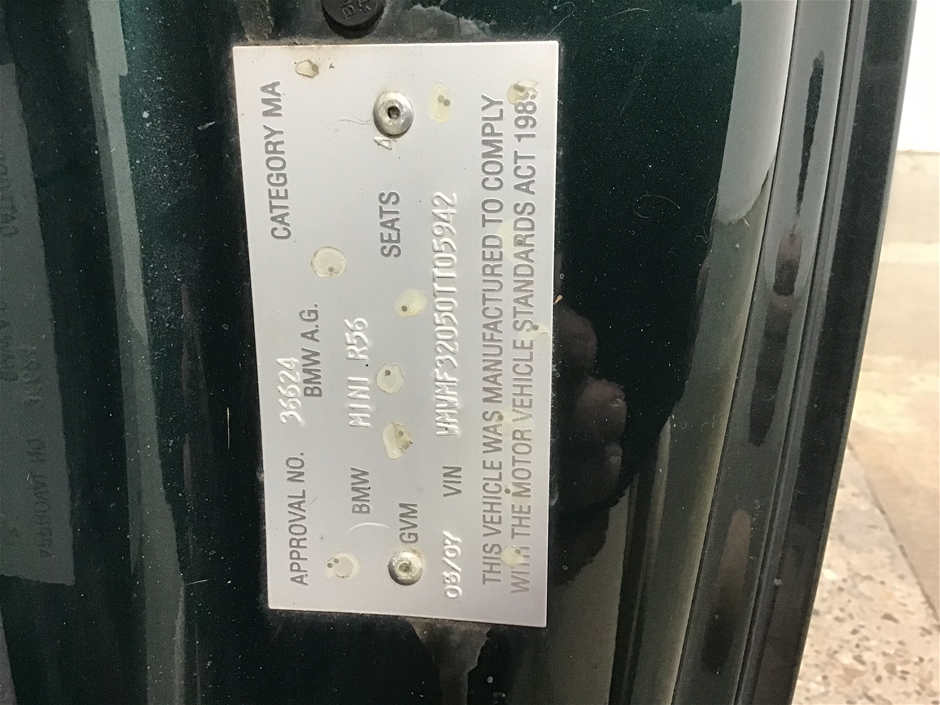 APPROVAL NO. 36624 CATEGORY MA
BMW A.G.
BMW MINI R56
GVM SEATS 4
03/07 VIN WMWMF32050TT05942
THIS VEHICLE WAS MANUFACTURED TO COMPLY
WITH THE MOTOR VEHICLE STANDARDS ACT 1989